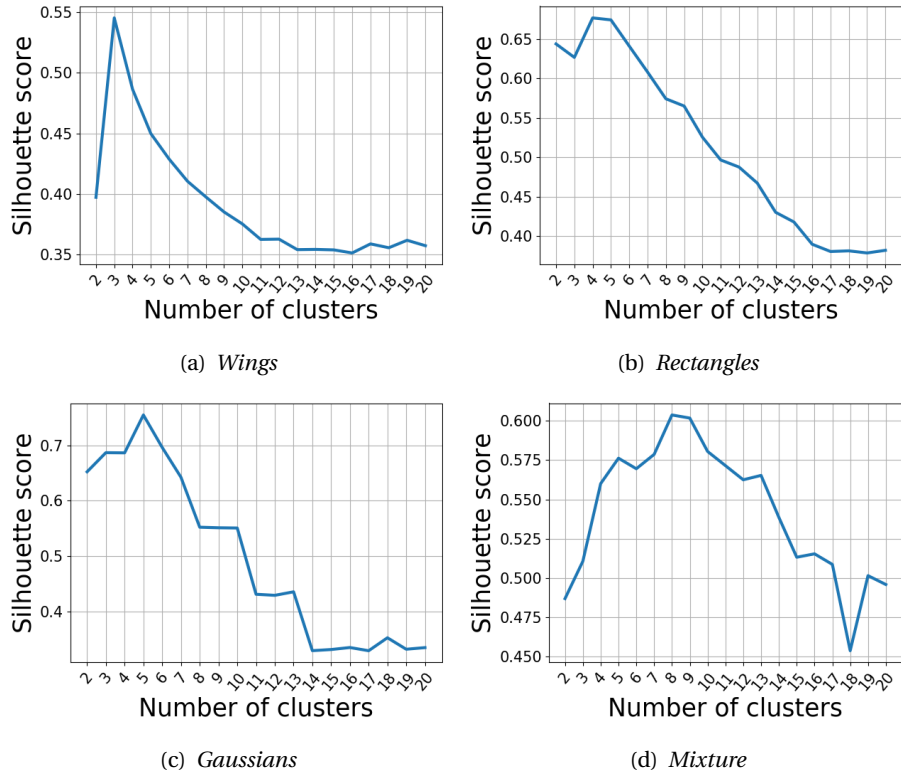 0.55
0.50
0.45
0.40
0.35
Silhouette score
2 3 4 5 6 7 8 9 10 11 12 13 14 15 16 17 18 19 20
Number of clusters
(a) Wings
0.65
0.60
0.55
0.50
0.45
0.40
Silhouette score
2 3 4 5 6 7 8 9 10 11 12 13 14 15 16 17 18 19 20
Number of clusters
(b) Rectangles
0.7
0.6
0.5
0.4
Silhouette score
2 3 4 5 6 7 8 9 10 11 12 13 14 15 16 17 18 19 20
Number of clusters
(c) Gaussians
0.600
0.575
0.550
0.525
0.500
0.475
0.450
Silhouette score
2 3 4 5 6 7 8 9 10 11 12 13 14 15 16 17 18 19 20
Number of clusters
(d) Mixture